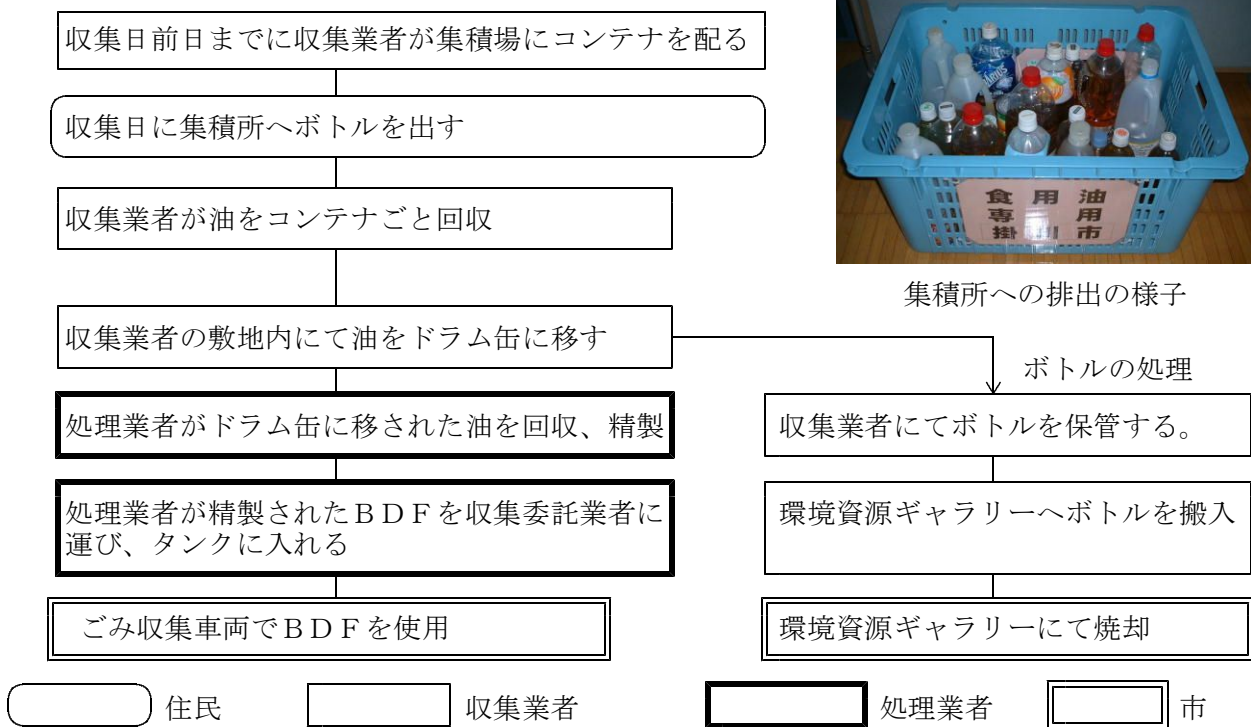 収集日前日までに収集業者が集積場にコンテナを配る
収集日に集積所へボトルを出す
収集業者が油をコンテナごと回収
収集業者の敷地内にて油をドラム缶に移す
処理業者がドラム缶に移された油を回収、精製
処理業者が精製されたＢＤＦを収集委託業者に
運び、タンクに入れる
ごみ収集車両でＢＤＦを使用
食用油
専用
掛川市
集積所への排出の様子
ボトルの処理
収集業者にてボトルを保管する。
環境資源ギャラリーへボトルを搬入
環境資源ギャラリーにて焼却
住民
収集業者
処理業者
市